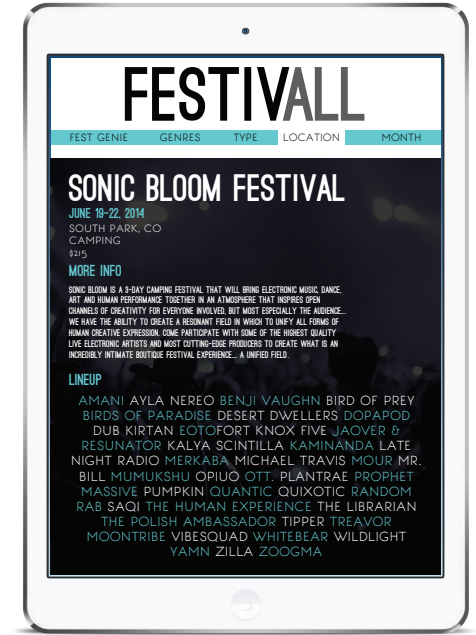 FESTIVALL
FEST GENIE GENRES TYPE LOCATION MONTH
SONIC BLOOM FESTIVAL
JUNE 19-22, 2014
SOUTH PARK, CO
CAMPING
$215
MORE INFO
SONIC BLOOM IS A 3-DAY CAMPING FESTIVAL THAT WILL BRING ELECTRONIC MUSIC, DANCE,
ART AND HUMAN PERFORMANCE TOGETHER IN AN ATMOSPHERE THAT INSPIRES OPEN
CHANNELS OF CREATIVITY FOR EVERYONE INVOLVED, BUT MOST ESPECIALLY THE AUDIENCE...
WE HAVE THE ABILITY TO CREATE A RESONANT FIELD IN WHICH TO UNIFY ALL FORMS OF
HUMAN CREATIVE EXPRESSION. COME PARTICIPATE WITH SOME OF THE HIGHEST QUALITY
LIVE ELECTRONIC ARTISTS AND MOST CUTTING-EDGE PRODUCERS TO CREATE WHAT IS AN
INCREDIBLY INTIMATE BOUTIQUE FESTIVAL EXPERIENCE... A UNIFIED FIELD.
LINEUP
AMANI AYLA NEREO BENJI VAUGHN BIRD OF PREY
BIRDS OF PARADISE DESERT DWELLERS DOPAPOD
DUB KIRTAN EOTOFORT KNOX FIVE JAOVER &
RESUNATOR KALYA SCINTILLA KAMINANDA LATE
NIGHT RADIO MERKABA MICHAEL TRAVIS MOUR MR.
BILL MUMUKSHU OPIUO OTT. PLANTRAE PROPHET
MASSIVE PUMPKIN QUANTIC QUIXOTIC RANDOM
RAB SAQI THE HUMAN EXPERIENCE THE LIBRARIAN
THE POLISH AMBASSADOR TIPPER TREAVOR
MOONTRIBE VIBESQUAD WHITEBEAR WILDLIGHT
YAMN ZILLA ZOOGMA